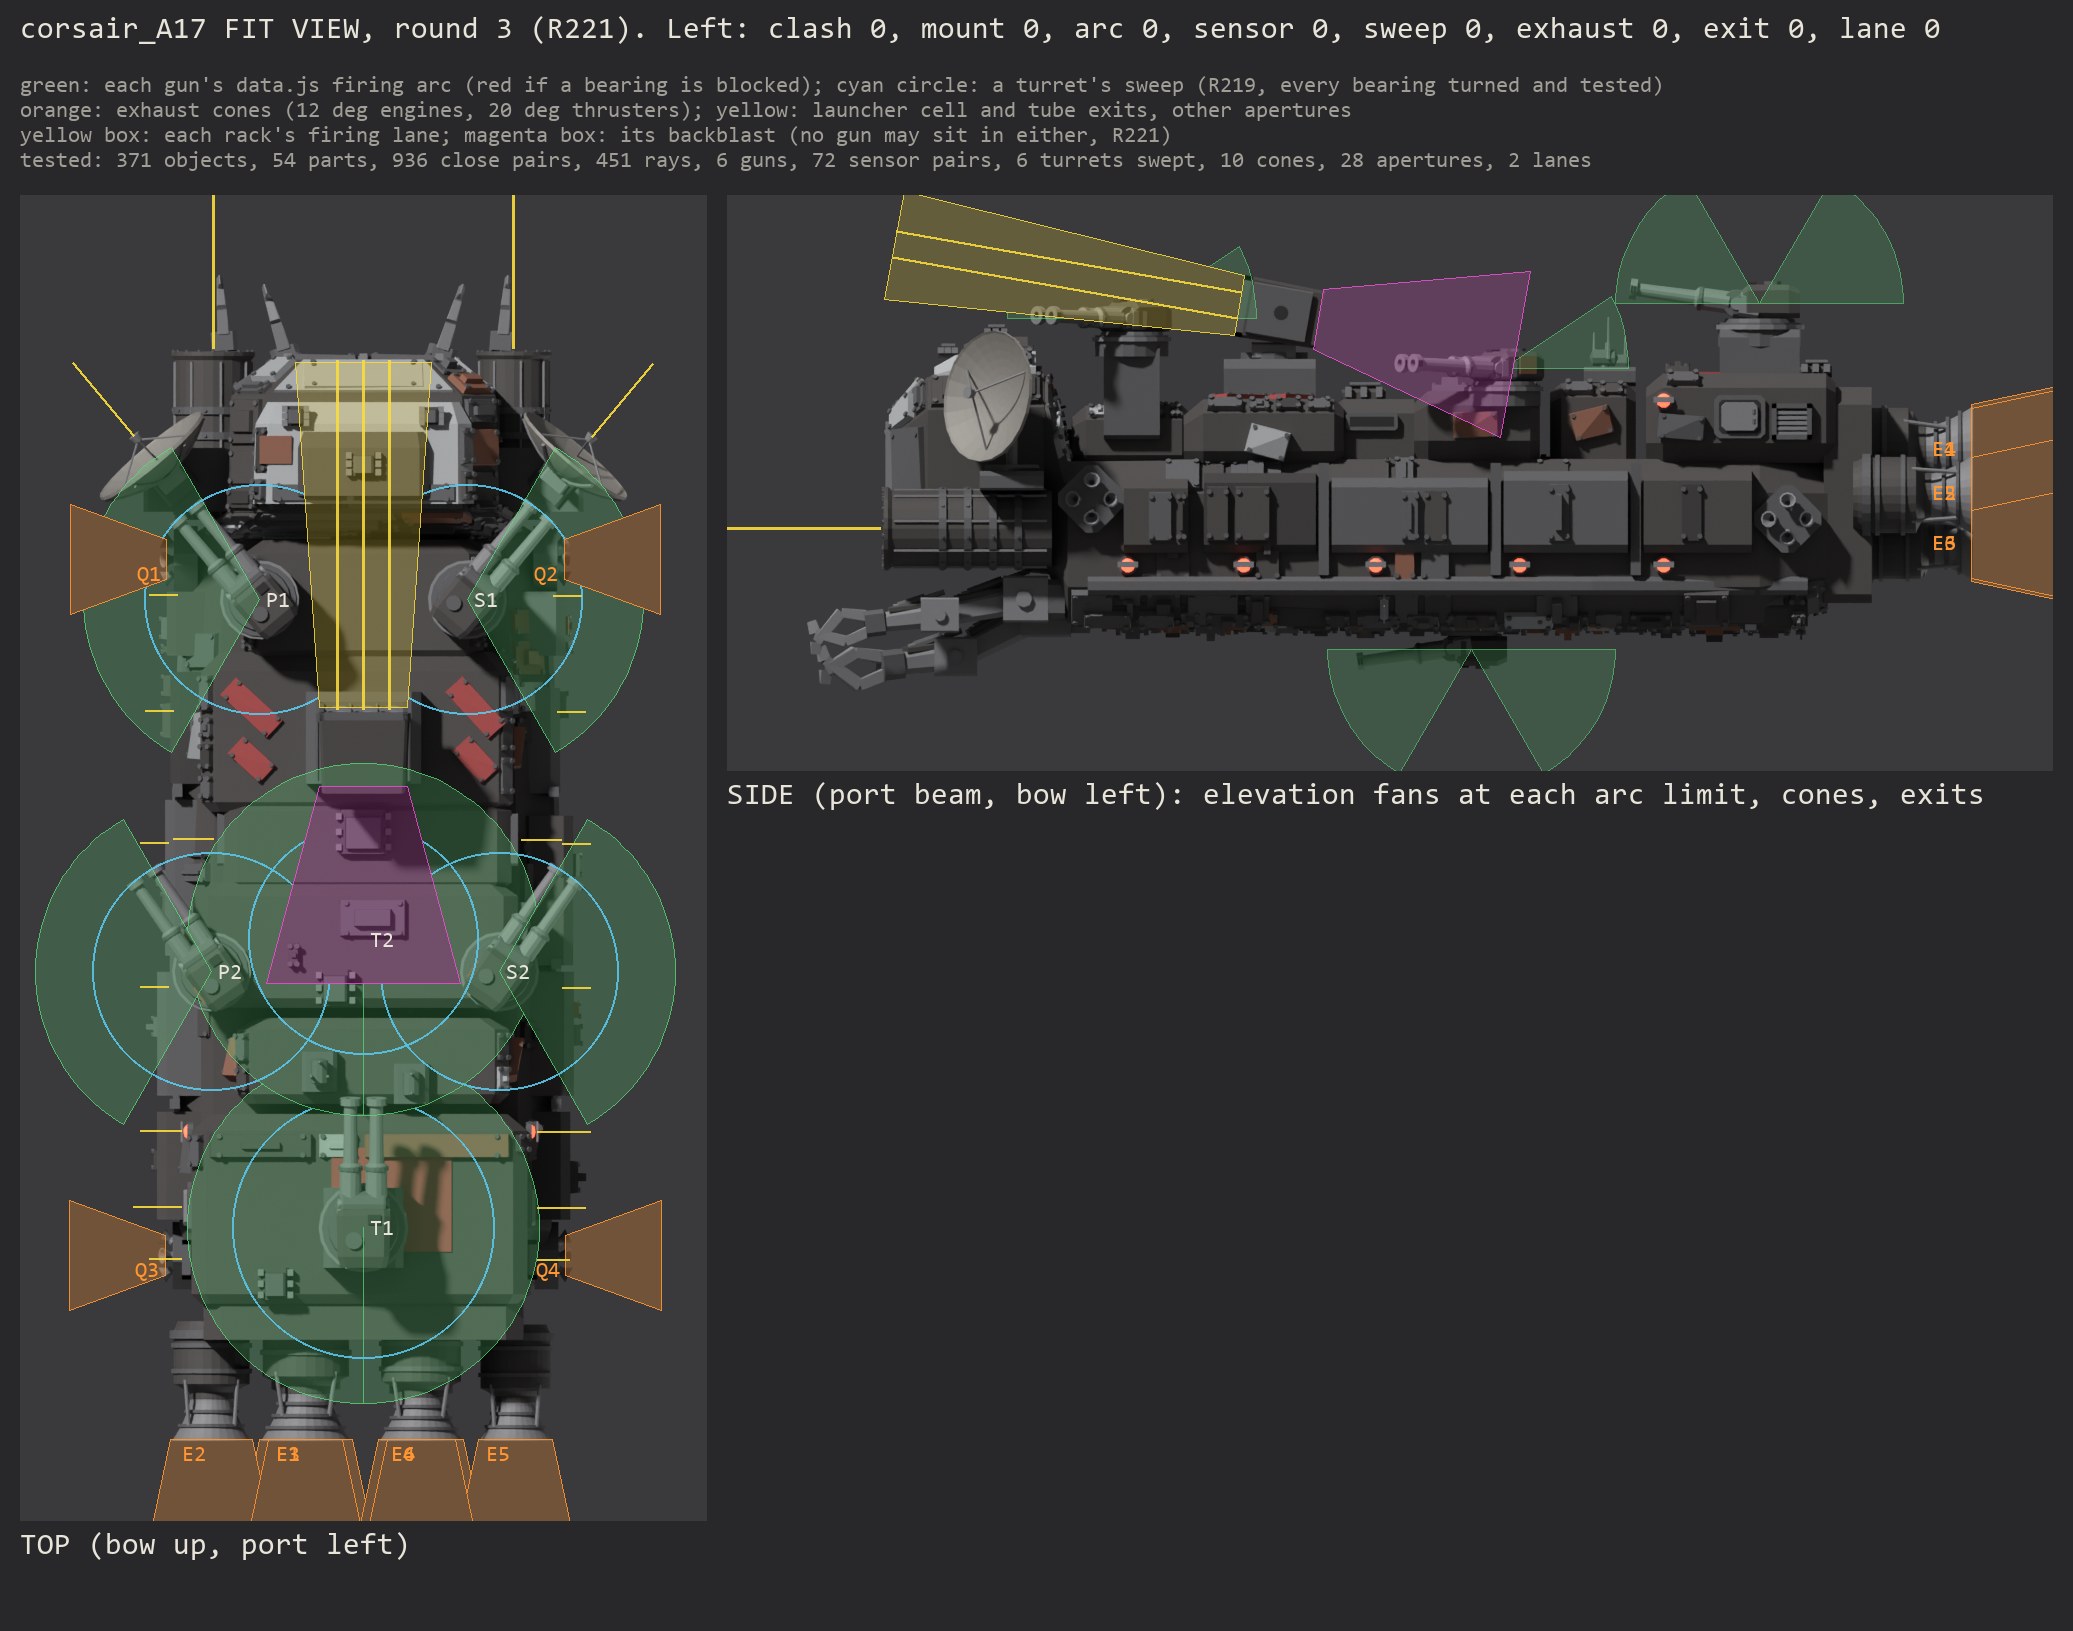 corsair_A17 FIT VIEW, round 3 (R221). Left: clash 0, mount 0, arc 0, sensor 0, sweep 0, exhaust 0, exit 0, lane 0
green: each gun's data.js firing arc (red if a bearing is blocked); cyan circle: a turret's sweep (R219, every bearing turned and tested)
orange: exhaust cones (12 deg engines, 20 deg thrusters); yellow: launcher cell and tube exits, other apertures
yellow box: each rack's firing lane; magenta box: its backblast (no gun may sit in either, R221)
tested: 371 objects, 54 parts, 936 close pairs, 451 rays, 6 guns, 72 sensor pairs, 6 turrets swept, 10 cones, 28 apertures, 2 lanes
Q1
Q2
P1
S1
T2
P2
S2
T1
Q3
Q4
E2
E5
TOP (bow up, port left)
SIDE (port beam, bow left): elevation fans at each arc limit, cones, exits